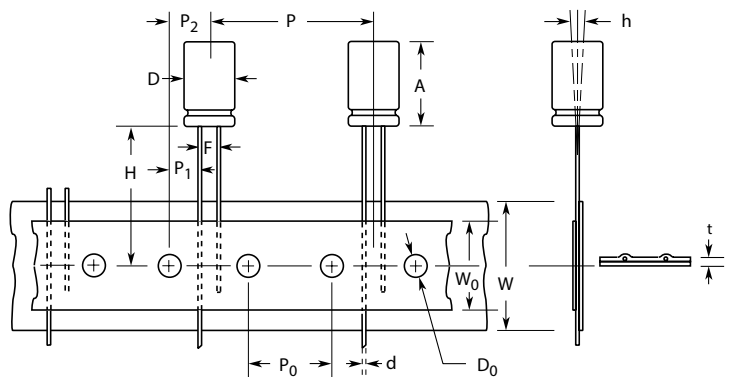 P₂ P h
D A
F
H P₁
t
W₀ W
P₀ d D₀